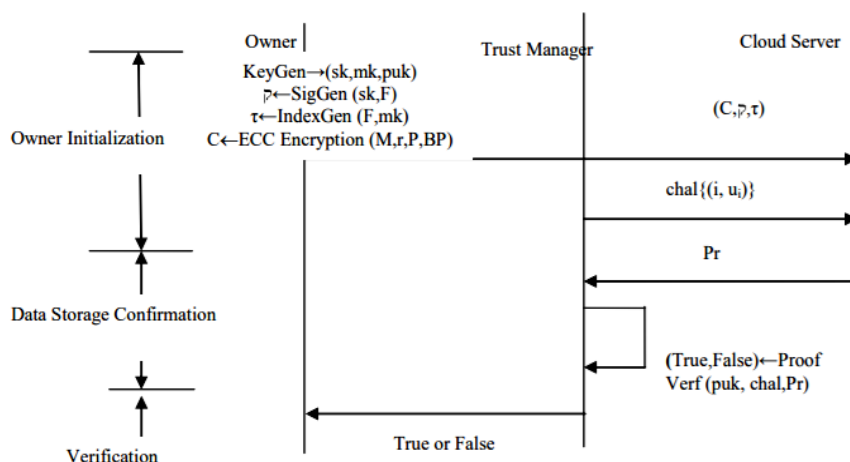 Owner
Trust Manager
Cloud Server
KeyGen→(sk,mk,puk)
ק←SigGen (sk,F)
τ←IndexGen (F,mk)
C←ECC Encryption (M,r,P,BP)
(C,ק,τ)
Owner Initialization
chal{(i, uᵢ)}
Pr
Data Storage Confirmation
(True,False)←Proof
Verf (puk, chal,Pr)
True or False
Verification